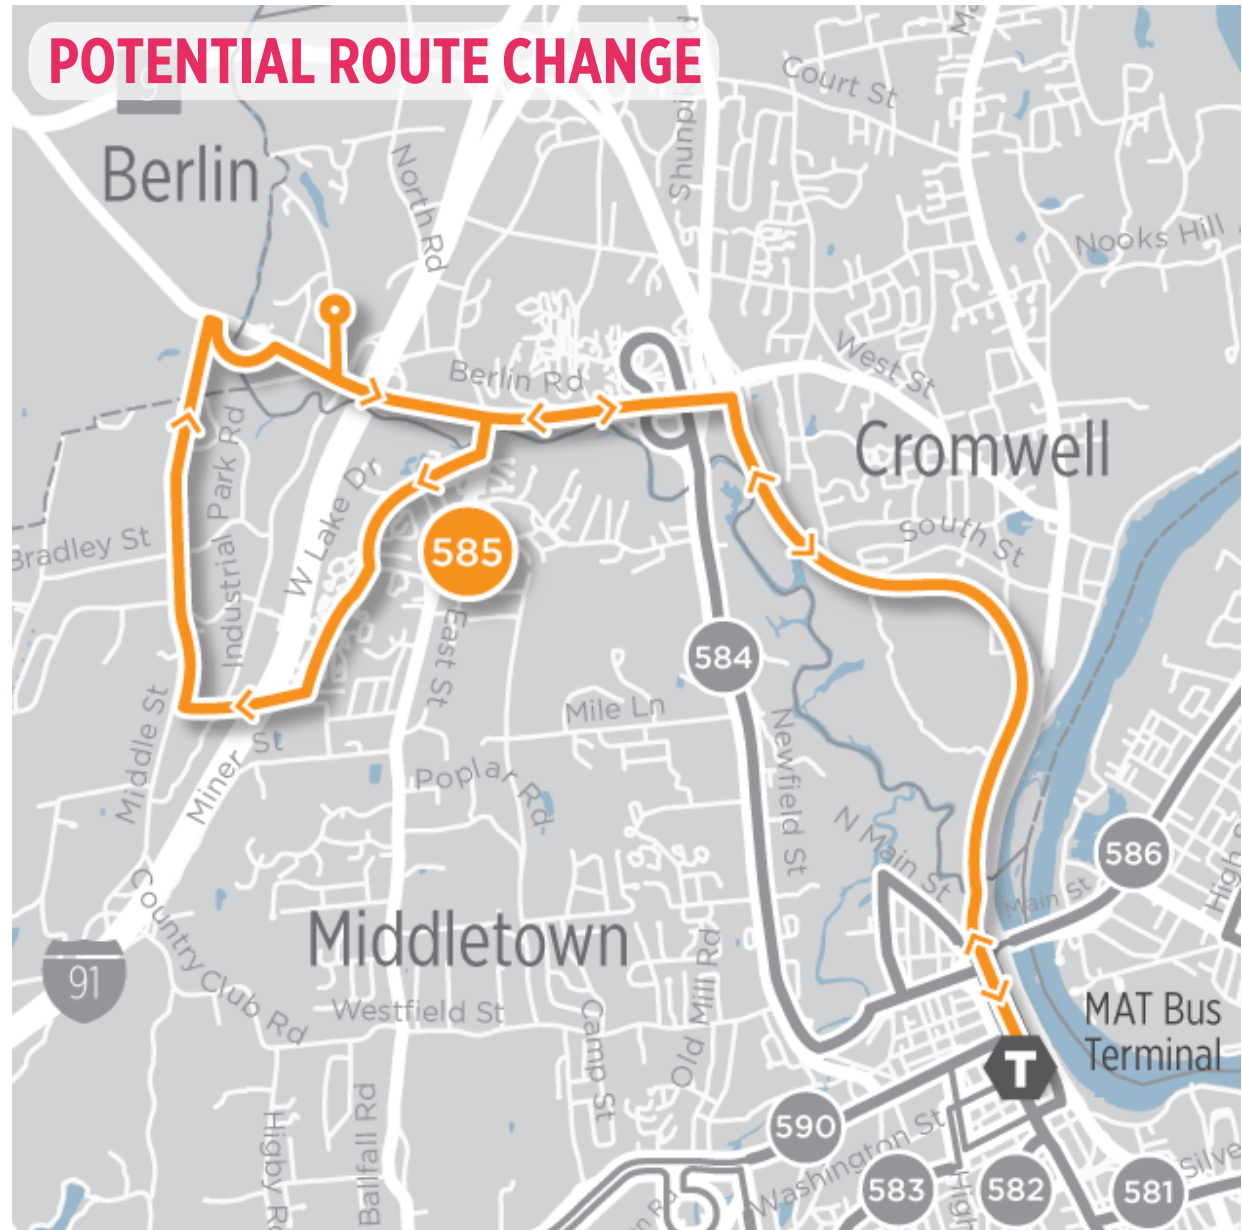 POTENTIAL ROUTE CHANGE
9
Berlin
Court St
North Rd
Nooks Hill
Berlin Rd
West St
Cromwell
Industrial Park Rd
W Lake Dr
South St
Bradley St
585
East St
584
Mile Ln
Middle St
Miner St
Newfield St
Poplar Rd
N Main St
586
Main St
Country Club Rd
Middletown
Old Mill Rd
91
Westfield St
Camp St
MAT Bus
Terminal
T
590
Washington St
Higby Rd
Ballfall Rd
583
582
581